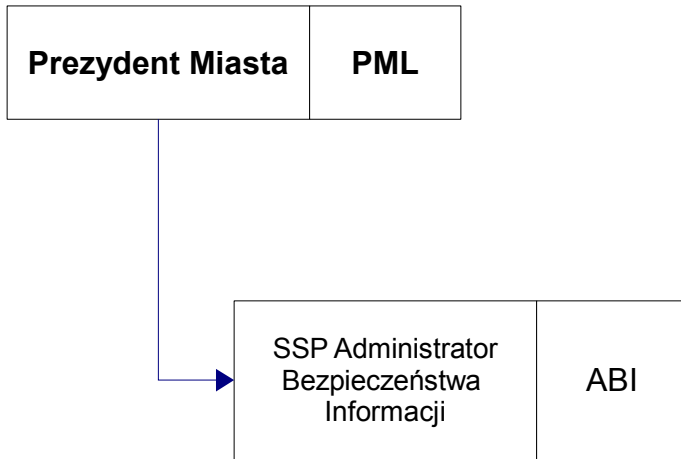 Prezydent Miasta
PML
SSP Administrator
Bezpieczeństwa
Informacji
ABI